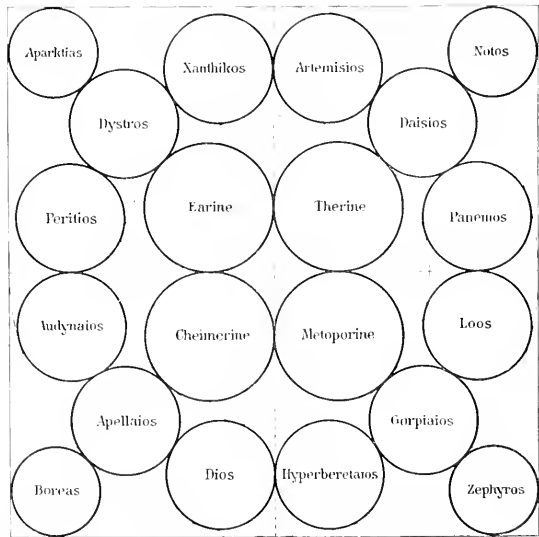 Aparktias
Xanthikos
Artemisios
Notos
Dystros
Daisios
Peritios
Earine
Therine
Panemos
Audynaios
Cheimerine
Metoporine
Loos
Apellaios
Gorpiaios
Boreas
Dios
Hyperberetaios
Zephyros